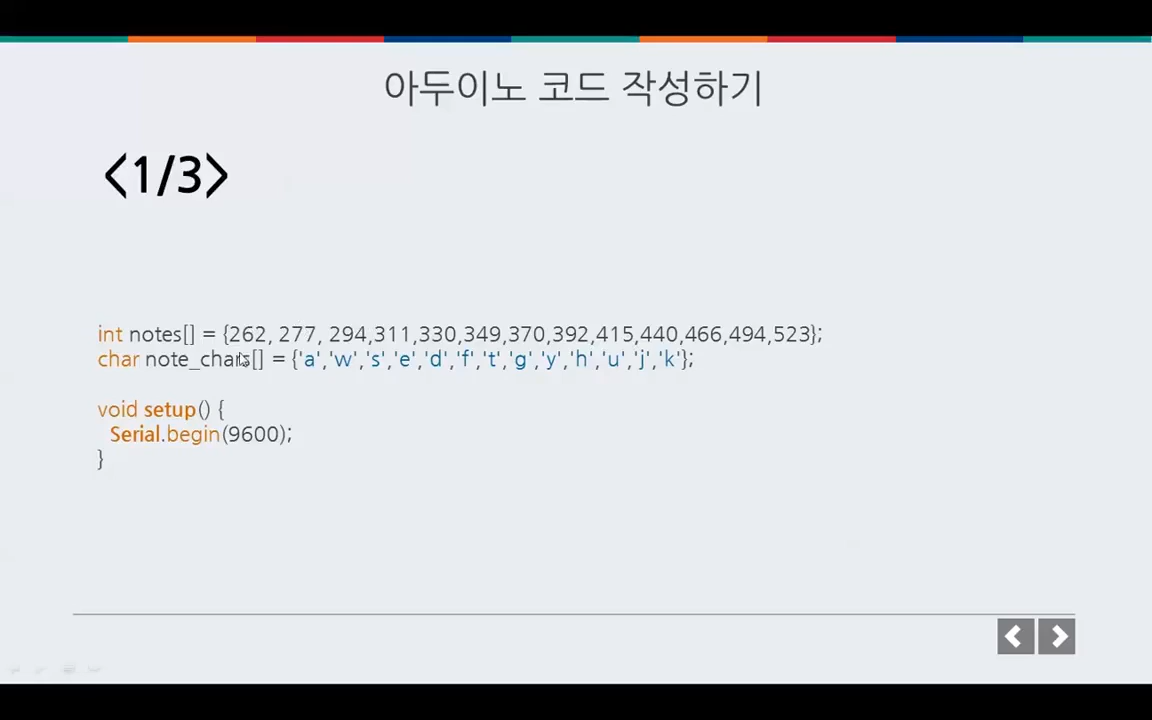 아두이노 코드 작성하기
<1/3>
int notes[] = {262, 277, 294,311,330,349,370,392,415,440,466,494,523};
char note_chars[] = {'a','w','s','e','d','f','t','g','y','h','u','j','k'};
void setup() {
Serial.begin(9600);
}